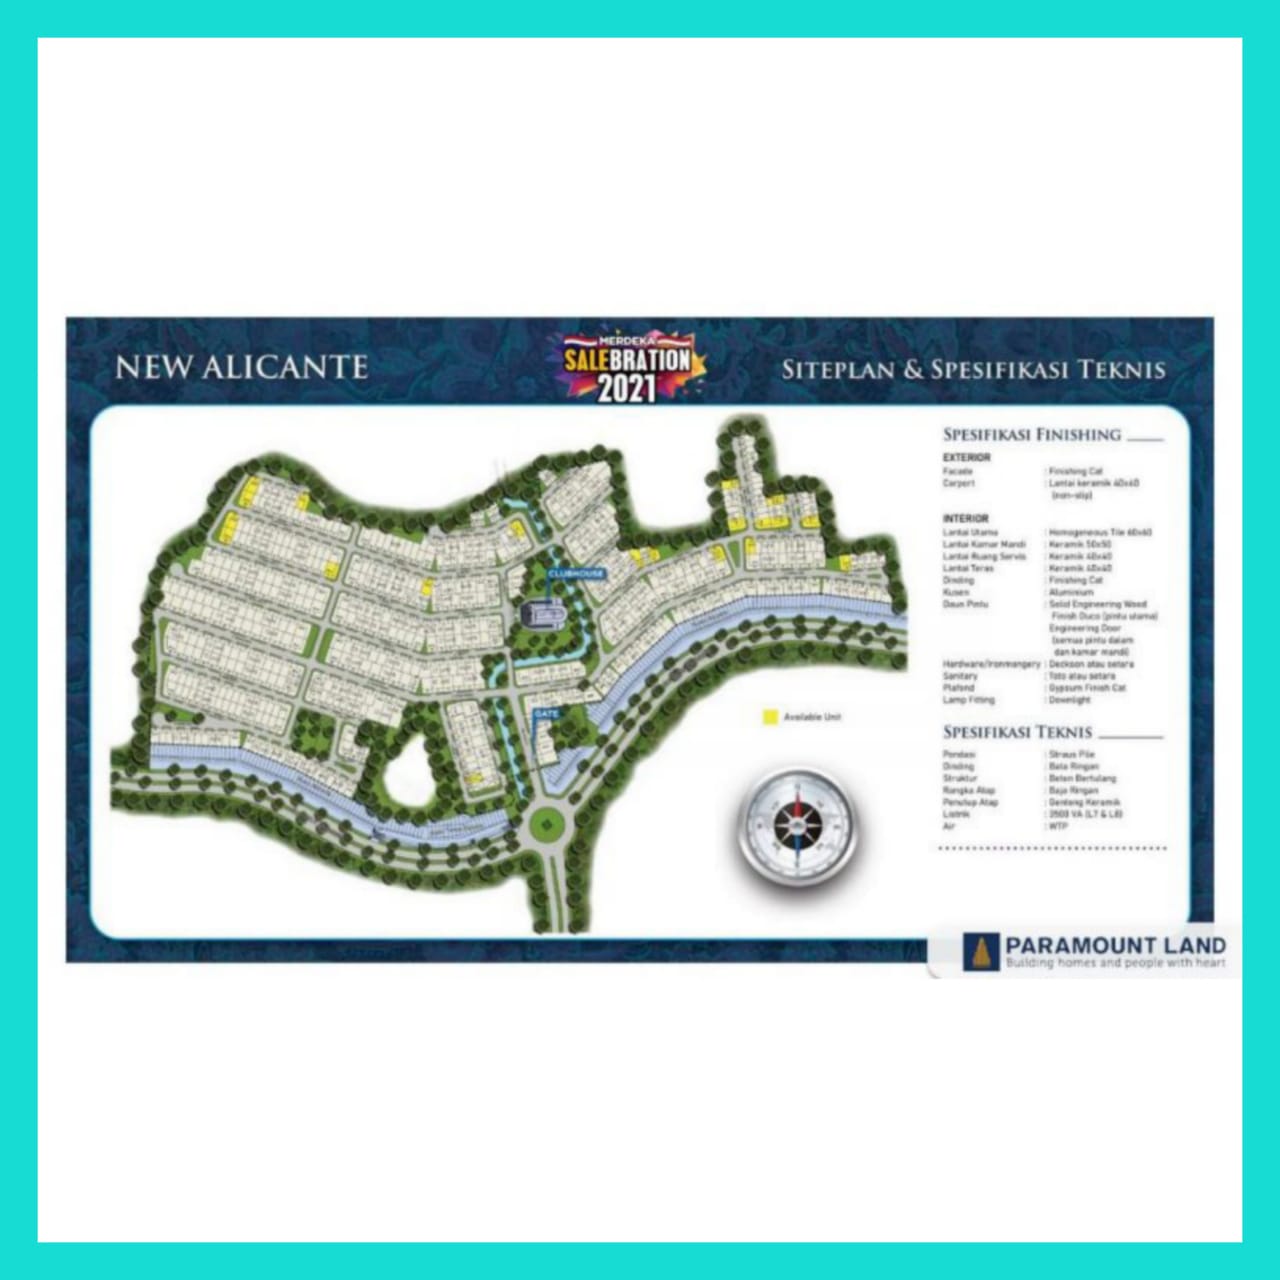 NEW ALICANTE
MERDEKA
SALEBRATION
2021
SITEPLAN & SPESIFIKASI TEKNIS
CLUBHOUSE
GATE
Available Unit
SPESIFIKASI FINISHING
EXTERIOR
Facade : Finishing Cat
Carport : Lantai keramik 40x40
(non-slip)
INTERIOR
Lantai Utama : Homogeneous Tile 60x60
Lantai Kamar Mandi : Keramik 50x50
Lantai Ruang Servis : Keramik 40x40
Lantai Teras : Keramik 40x40
Dinding : Finishing Cat
Kusen : Aluminium
Daun Pintu : Solid Engineering Wood
Finish Duco (pintu utama)
Engineering Door
(semua pintu dalam
dan kamar mandi)
Hardware/Ironmongery : Deckson atau setara
Sanitary : Toto atau setara
Plafond : Gypsum Finish Cat
Lamp Fitting : Downlight
SPESIFIKASI TEKNIS
Pondasi : Straus Pile
Dinding : Bata Ringan
Struktur : Beton Bertulang
Rangka Atap : Baja Ringan
Penutup Atap : Genteng Keramik
Listrik : 3500 VA (L7 & L8)
Air : WTP
PARAMOUNT LAND
Building homes and people with heart